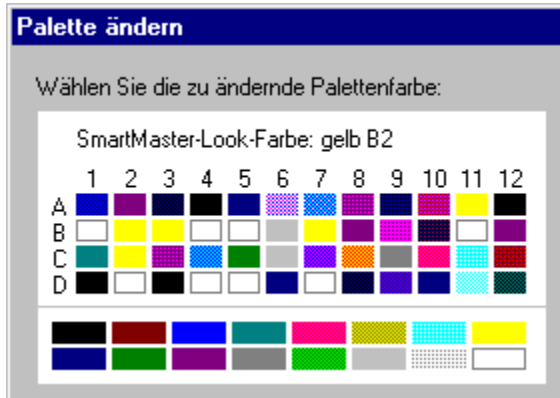 Palette ändern
Wählen Sie die zu ändernde Palettenfarbe:
SmartMaster-Look-Farbe: gelb B2
1 2 3 4 5 6 7 8 9 10 11 12
A
B
C
D